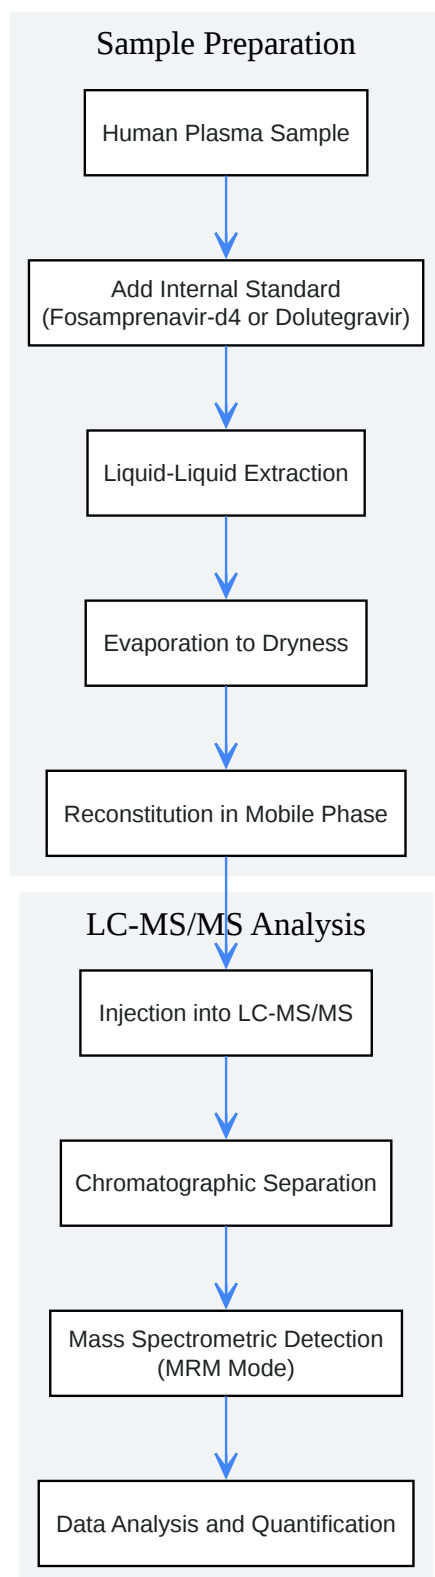 Sample Preparation
Human Plasma Sample
Add Internal Standard
(Fosamprenavir-d4 or Dolutegravir)
Liquid-Liquid Extraction
Evaporation to Dryness
Reconstitution in Mobile Phase
LC-MS/MS Analysis
Injection into LC-MS/MS
Chromatographic Separation
Mass Spectrometric Detection
(MRM Mode)
Data Analysis and Quantification